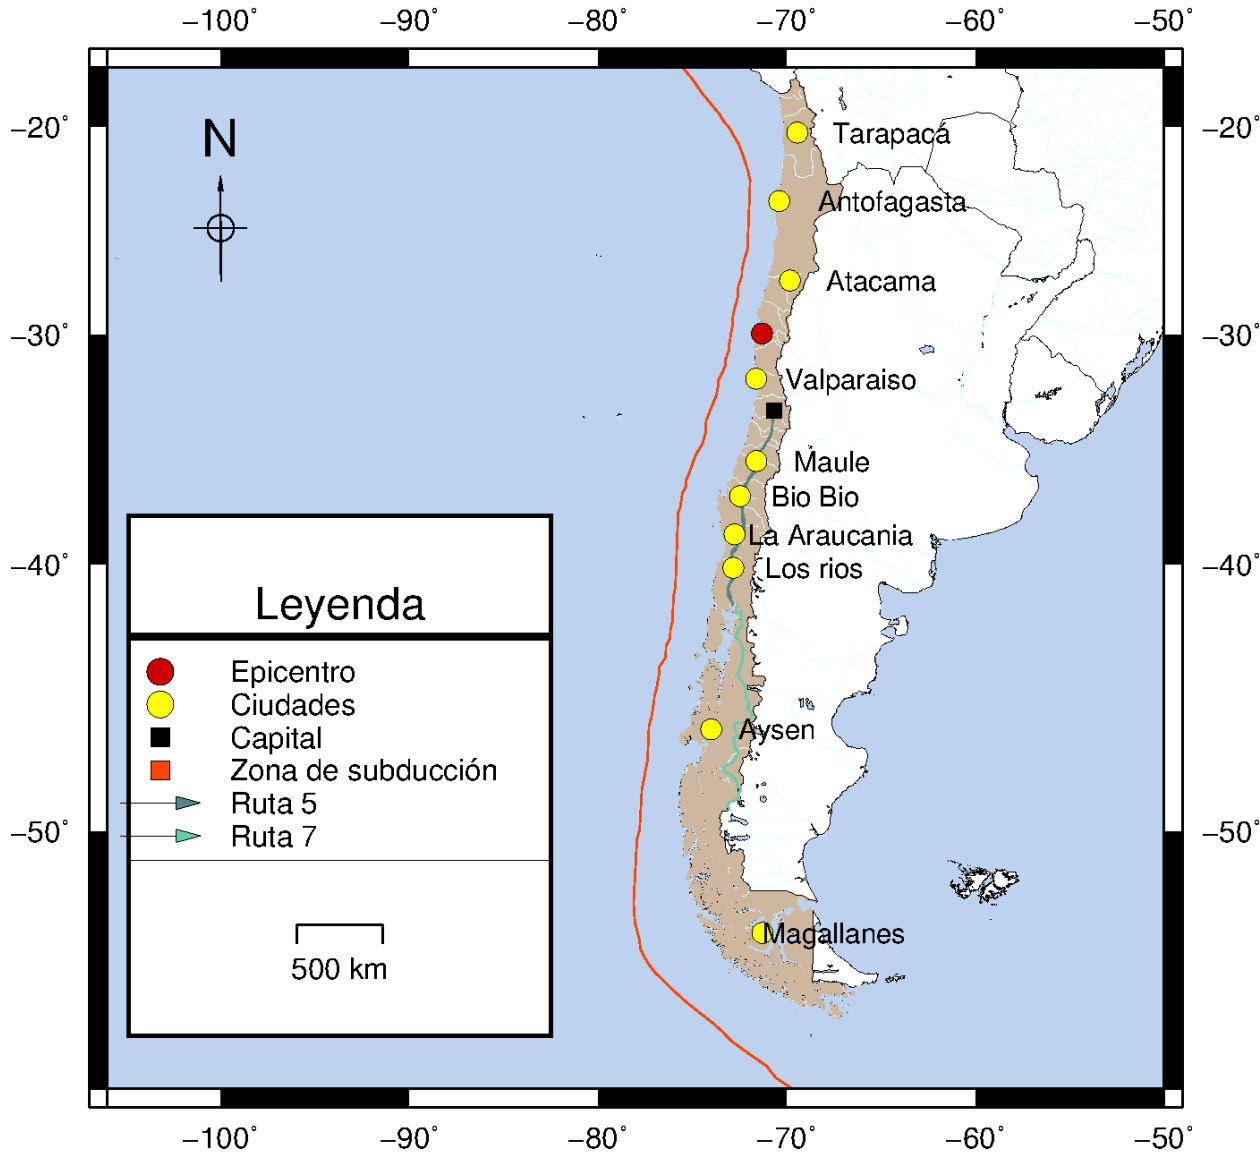 −100° −90° −80° −70° −60° −50°
−20° −20°
N
Tarapacá
Antofagasta
Atacama
−30° −30°
Valparaiso
Maule
Bio Bio
La Araucania
−40° −40°
Los rios
Leyenda
Epicentro
Ciudades
Capital
Zona de subducción
Ruta 5
Ruta 7
Aysen
−50° −50°
Magallanes
500 km
−100° −90° −80° −70° −60° −50°